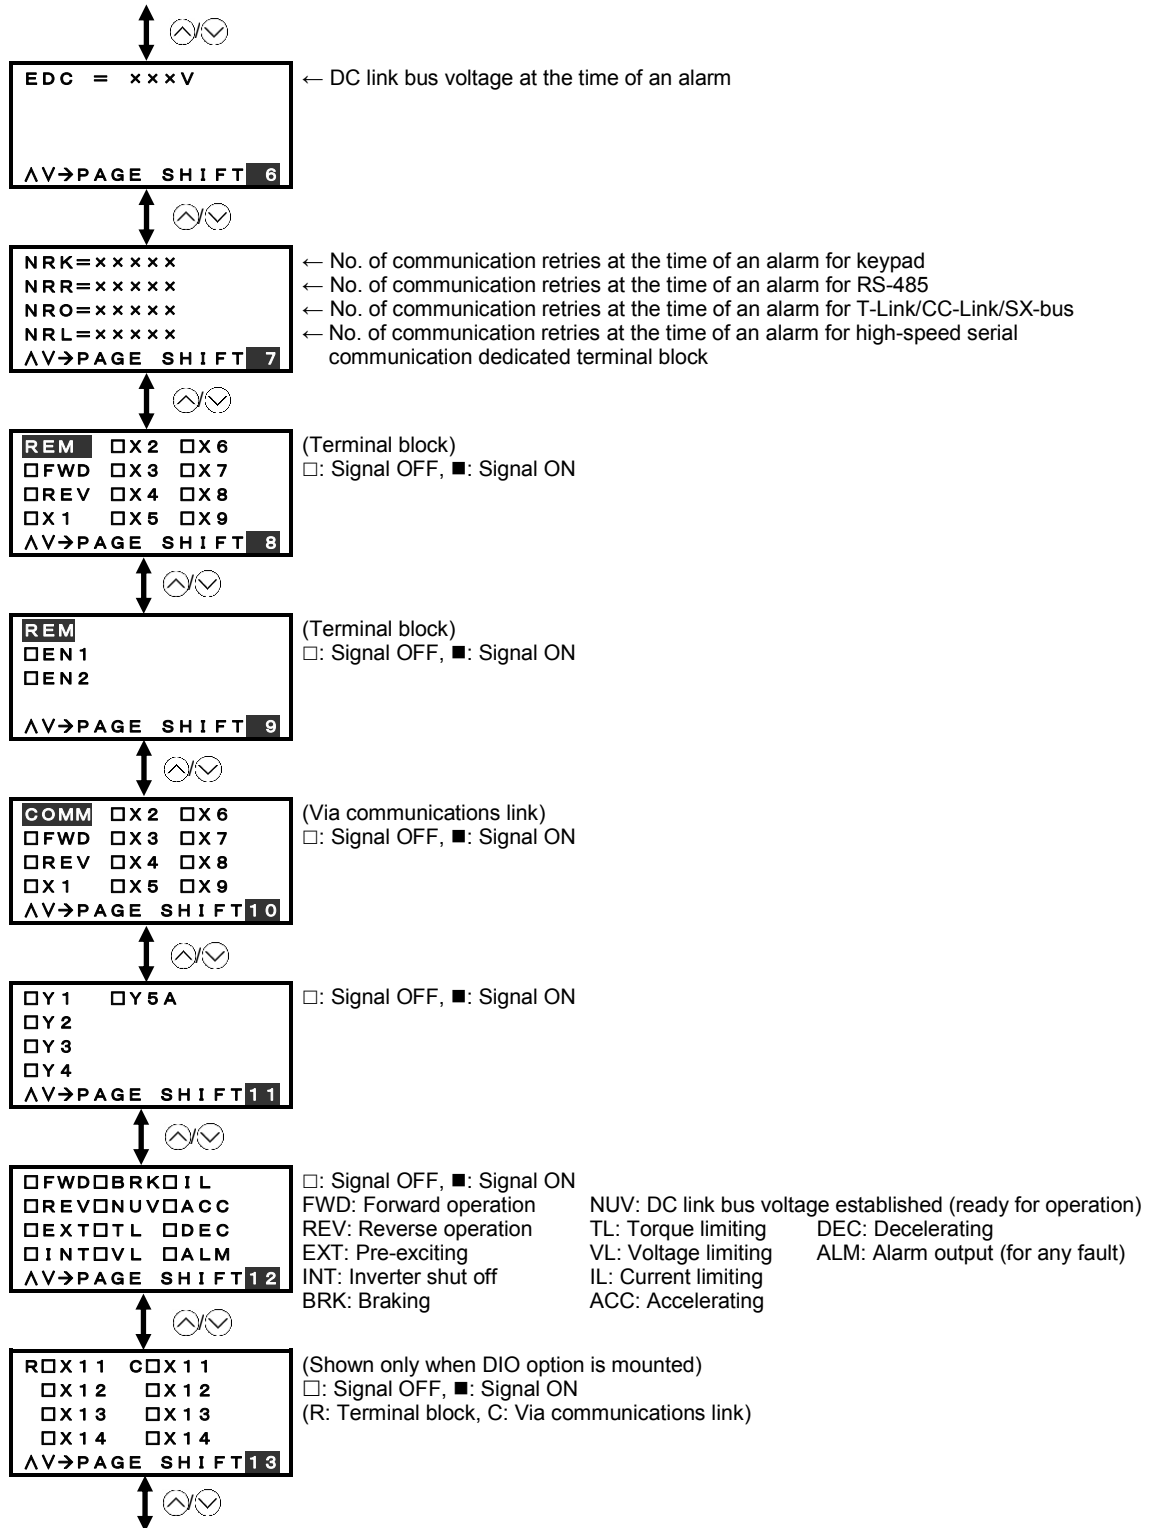 EDC = ×××V
← DC link bus voltage at the time of an alarm
∧∨→PAGE SHIFT 6
NRK=×××××
← No. of communication retries at the time of an alarm for keypad
NRR=×××××
← No. of communication retries at the time of an alarm for RS-485
NRO=×××××
← No. of communication retries at the time of an alarm for T-Link/CC-Link/SX-bus
NRL=×××××
← No. of communication retries at the time of an alarm for high-speed serial
communication dedicated terminal block
∧∨→PAGE SHIFT 7
REM □X2 □X6
(Terminal block)
□FWD □X3 □X7
□: Signal OFF, ■: Signal ON
□REV □X4 □X8
□X1 □X5 □X9
∧∨→PAGE SHIFT 8
REM
(Terminal block)
□EN1
□: Signal OFF, ■: Signal ON
□EN2
∧∨→PAGE SHIFT 9
COMM □X2 □X6
(Via communications link)
□FWD □X3 □X7
□: Signal OFF, ■: Signal ON
□REV □X4 □X8
□X1 □X5 □X9
∧∨→PAGE SHIFT 10
□Y1 □Y5A
□: Signal OFF, ■: Signal ON
□Y2
□Y3
□Y4
∧∨→PAGE SHIFT 11
□FWD□BRK□IL
□REV□NUV□ACC
□EXT□TL □DEC
□INT□VL □ALM
∧∨→PAGE SHIFT 12
□: Signal OFF, ■: Signal ON
FWD: Forward operation NUV: DC link bus voltage established (ready for operation)
REV: Reverse operation TL: Torque limiting DEC: Decelerating
EXT: Pre-exciting VL: Voltage limiting ALM: Alarm output (for any fault)
INT: Inverter shut off IL: Current limiting
BRK: Braking ACC: Accelerating
R□X11 C□X11
(Shown only when DIO option is mounted)
□X12 □X12
□: Signal OFF, ■: Signal ON
□X13 □X13
(R: Terminal block, C: Via communications link)
□X14 □X14
∧∨→PAGE SHIFT 13